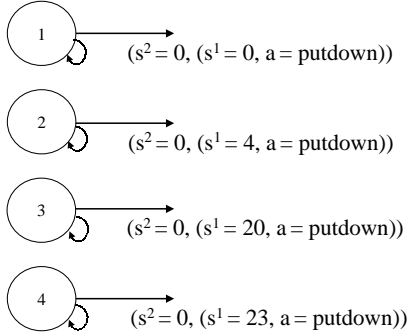 1
(s² = 0, (s¹ = 0, a = putdown))
2
(s² = 0, (s¹ = 4, a = putdown))
3
(s² = 0, (s¹ = 20, a = putdown))
4
(s² = 0, (s¹ = 23, a = putdown))